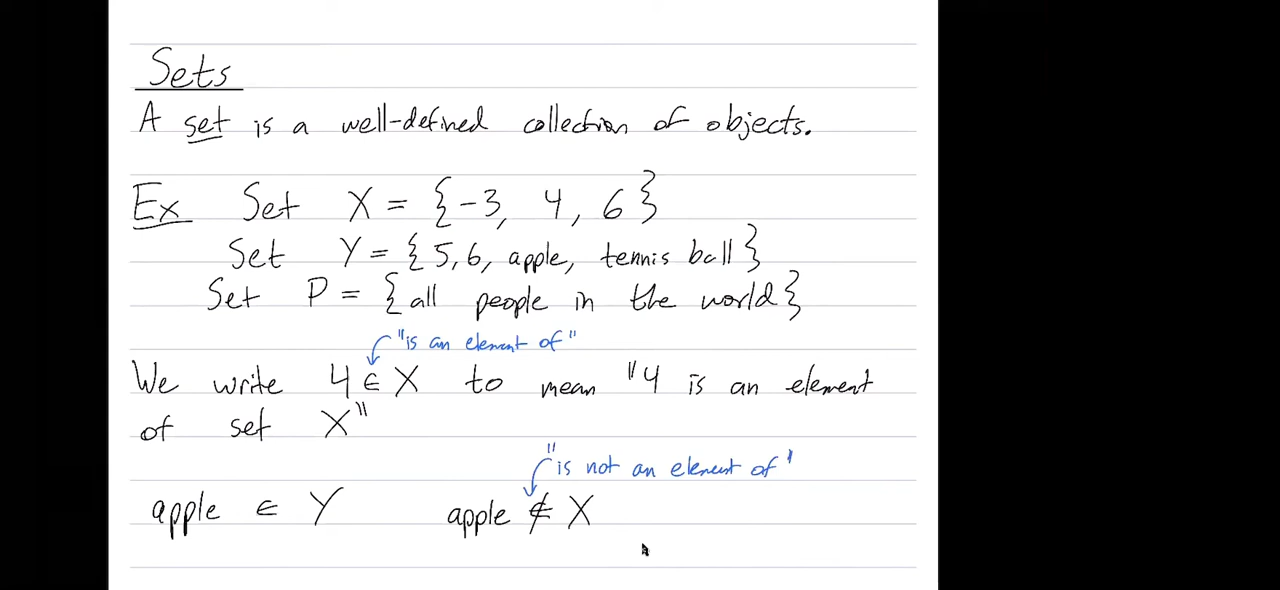 Sets
A set is a well-defined collection of objects.
Ex Set X = {-3, 4, 6}
Set Y = {5, 6, apple, tennis ball}
Set P = {all people in the world}
"is an element of"
We write 4 ∈ X to mean "4 is an element
of set X"
"is not an element of'
apple ∈ Y apple ∉ X